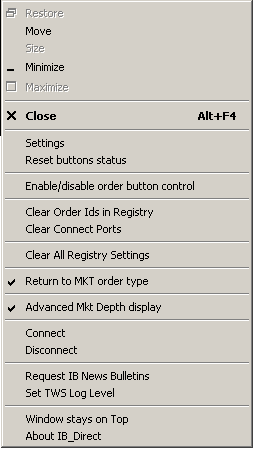 Restore
Move
Size
Minimize
Maximize
Close Alt+F4
Settings
Reset buttons status
Enable/disable order button control
Clear Order Ids in Registry
Clear Connect Ports
Clear All Registry Settings
Return to MKT order type
Advanced Mkt Depth display
Connect
Disconnect
Request IB News Bulletins
Set TWS Log Level
Window stays on Top
About IB_Direct